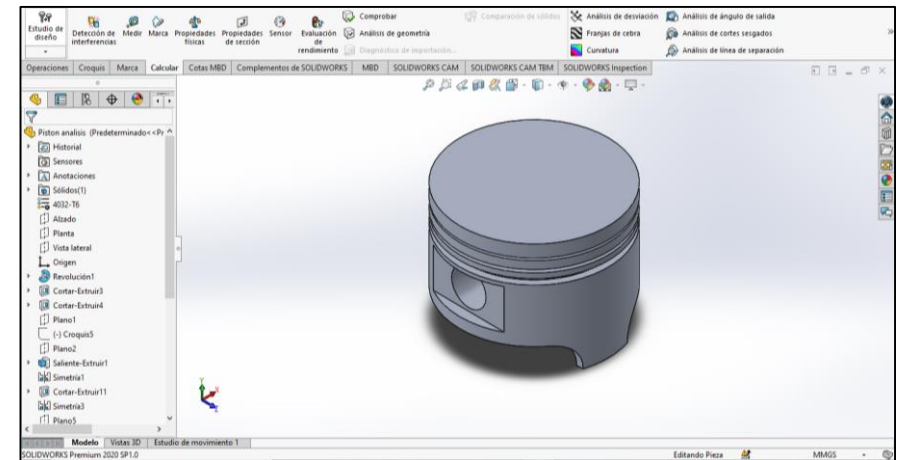 Estudio de diseño
Detección de interferencias
Medir
Marca
Propiedades físicas
Propiedades de sección
Sensor
Evaluación de rendimiento
Comprobar
Análisis de geometría
Diagnóstico de importación...
Comparación de sólidos
Análisis de desviación
Franjas de cebra
Curvatura
Análisis de ángulo de salida
Análisis de cortes sesgados
Análisis de línea de separación
Operaciones Croquis Marca Calcular Cotas MBD Complementos de SOLIDWORKS MBD SOLIDWORKS CAM SOLIDWORKS CAM TBM SOLIDWORKS Inspection
Piston analisis (Predeterminado<<Pr
Historial
Sensores
Anotaciones
Sólidos(1)
4032-T6
Alzado
Planta
Vista lateral
Origen
Revolución1
Cortar-Extruir3
Cortar-Extruir4
Plano1
(-) Croquis5
Plano2
Saliente-Extruir1
Simetría1
Cortar-Extruir11
Simetría3
Plano5
Modelo Vistas 3D Estudio de movimiento 1
SOLIDWORKS Premium 2020 SP1.0 Editando Pieza MMGS